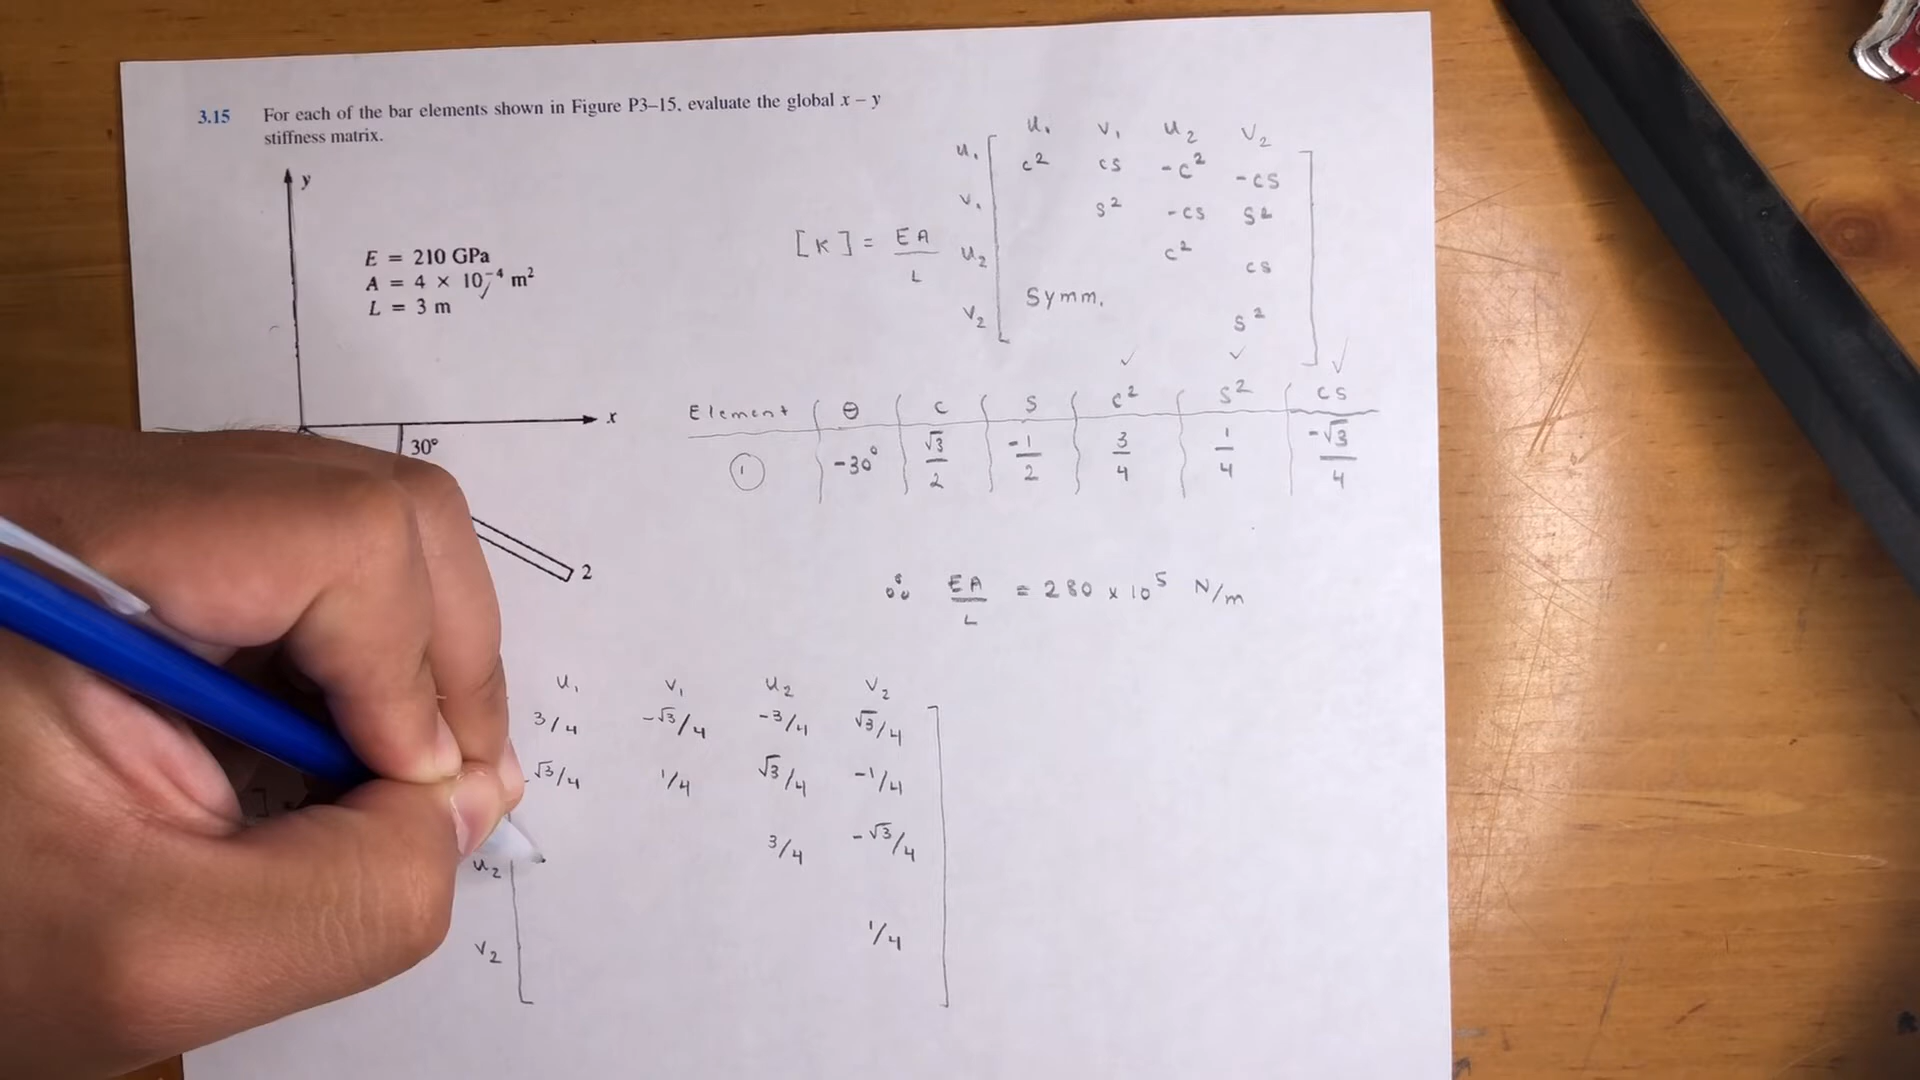 3.15 For each of the bar elements shown in Figure P3–15, evaluate the global x – y
stiffness matrix.
y
E = 210 GPa
A = 4 × 10⁻⁴ m²
L = 3 m
x
30°
2
u₁ v₁ u₂ v₂
u₁ c² cs -c² -cs
v₁ s² -cs s²
[K] = EA/L
u₂ c² cs
Symm.
v₂ s²
Element θ c s c² s² cs
1 -30° √3/2 -1/2 3/4 1/4 -√3/4
∴ EA/L = 280 x 10⁵ N/m
u₁ v₁ u₂ v₂
3/4 -√3/4 -3/4 √3/4
-√3/4 1/4 √3/4 -1/4
u₂ 3/4 -√3/4
v₂ 1/4